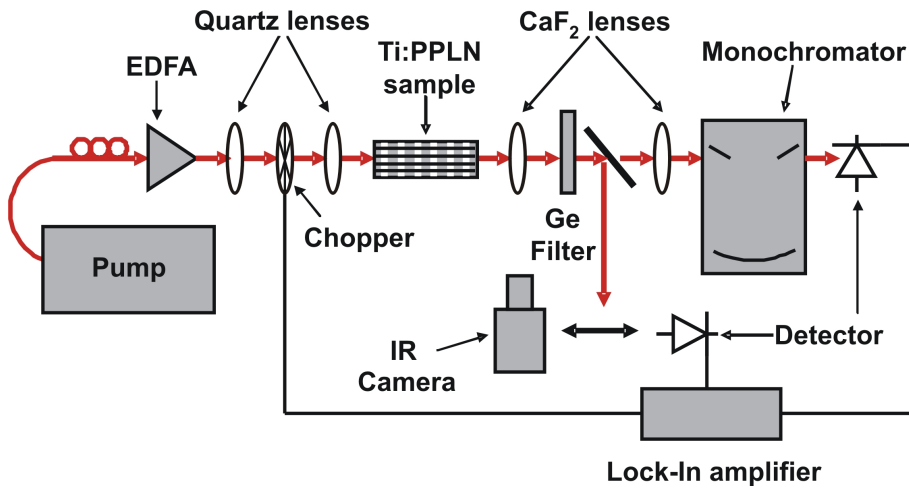 Quartz lenses
CaF₂ lenses
Ti:PPLN
sample
Monochromator
EDFA
Chopper
Ge
Filter
Pump
IR
Camera
Detector
Lock-In amplifier